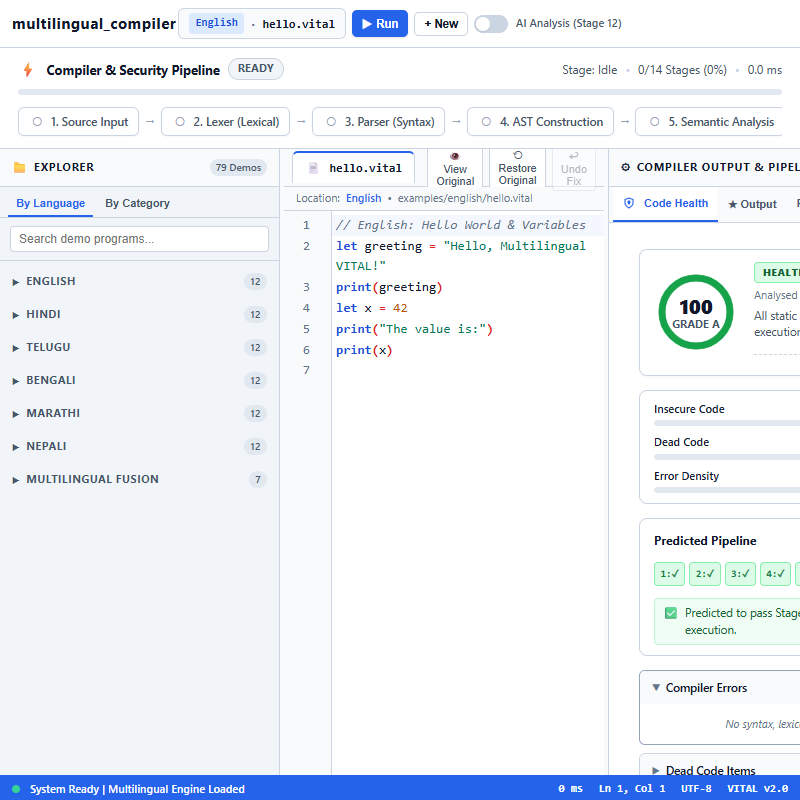 multilingual_compiler English · hello.vital ▶ Run + New AI Analysis (Stage 12)
Compiler & Security Pipeline READY Stage: Idle • 0/14 Stages (0%) • 0.0 ms
1. Source Input → 2. Lexer (Lexical) → 3. Parser (Syntax) → 4. AST Construction → 5. Semantic Analysis
EXPLORER 79 Demos
By Language By Category
Search demo programs...
▶ ENGLISH 12
▶ HINDI 12
▶ TELUGU 12
▶ BENGALI 12
▶ MARATHI 12
▶ NEPALI 12
▶ MULTILINGUAL FUSION 7
hello.vital
View
Original
Restore
Original
Undo
Fix
Location: English • examples/english/hello.vital
1 // English: Hello World & Variables
2 let greeting = "Hello, Multilingual
VITAL!"
3 print(greeting)
4 let x = 42
5 print("The value is:")
6 print(x)
7
COMPILER OUTPUT & PIPEL
Code Health ★ Output
100
GRADE A
HEALT
Analysed
All static
execution
Insecure Code
Dead Code
Error Density
Predicted Pipeline
1:✓ 2:✓ 3:✓ 4:✓
Predicted to pass Stage
execution.
▼ Compiler Errors
No syntax, lexic
▶ Dead Code Items
System Ready | Multilingual Engine Loaded 0 ms Ln 1, Col 1 UTF-8 VITAL v2.0